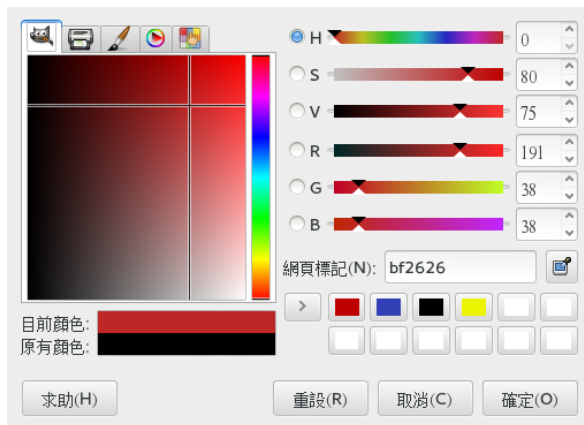 H 0
S 80
V 75
R 191
G 38
B 38
網頁標記(N): bf2626
目前顏色:
原有顏色:
求助(H) 重設(R) 取消(C) 確定(O)